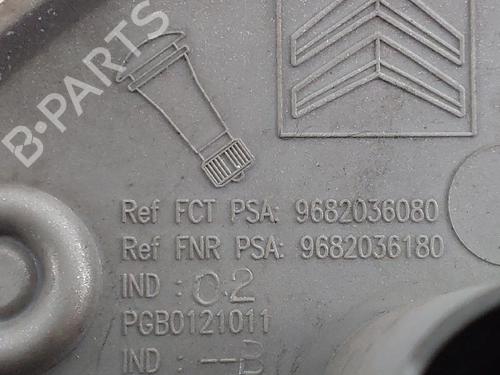 B-PARTS
Ref FCT PSA: 9682036080
Ref FNR PSA: 9682036180
IND : 02
PGB0121011
IND : --B